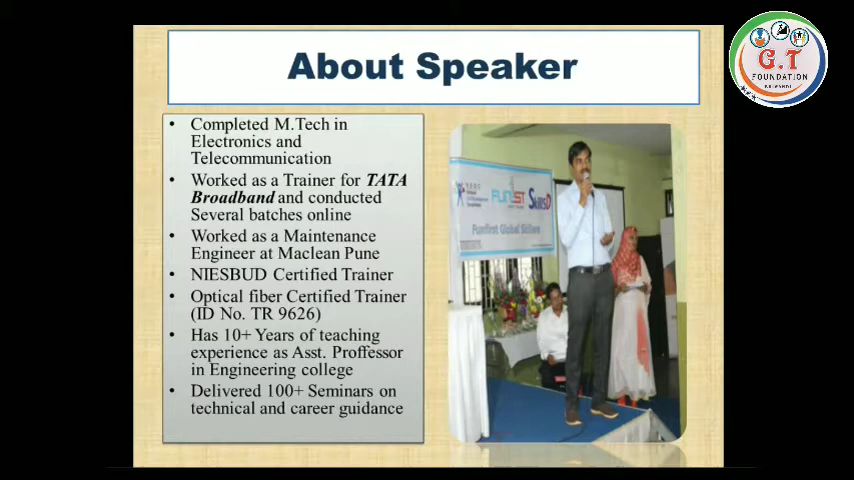 About Speaker
G.T
FOUNDATION
• Completed M.Tech in
Electronics and
Telecommunication
• Worked as a Trainer for TATA
Broadband and conducted
Several batches online
• Worked as a Maintenance
Engineer at Maclean Pune
• NIESBUD Certified Trainer
• Optical fiber Certified Trainer
(ID No. TR 9626)
• Has 10+ Years of teaching
experience as Asst. Proffessor
in Engineering college
• Delivered 100+ Seminars on
technical and career guidance
Funfirst Global Skillers